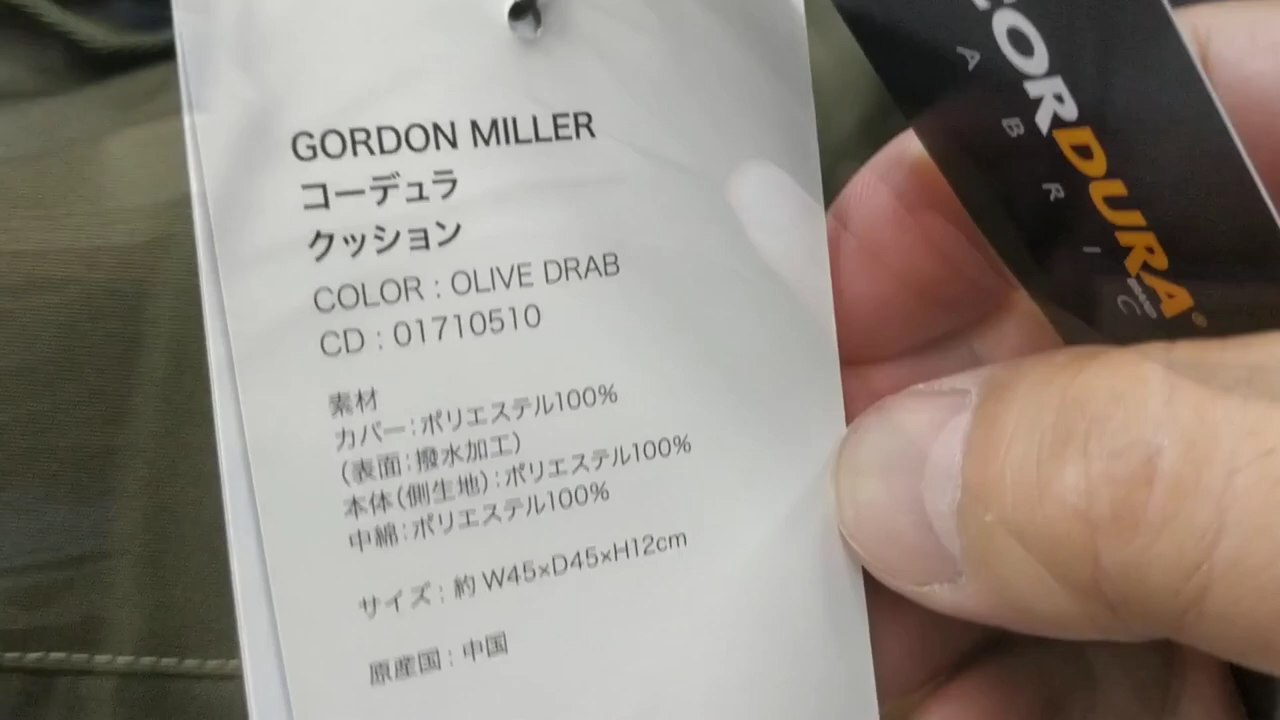 GORDON MILLER
コーデュラ
クッション
COLOR : OLIVE DRAB
CD : 01710510
素材
カバー:ポリエステル100%
(表面:撥水加工)
本体(側生地):ポリエステル100%
中綿:ポリエステル100%
サイズ:約 W45×D45×H12cm
原産国:中国
CORDURA
ABRI